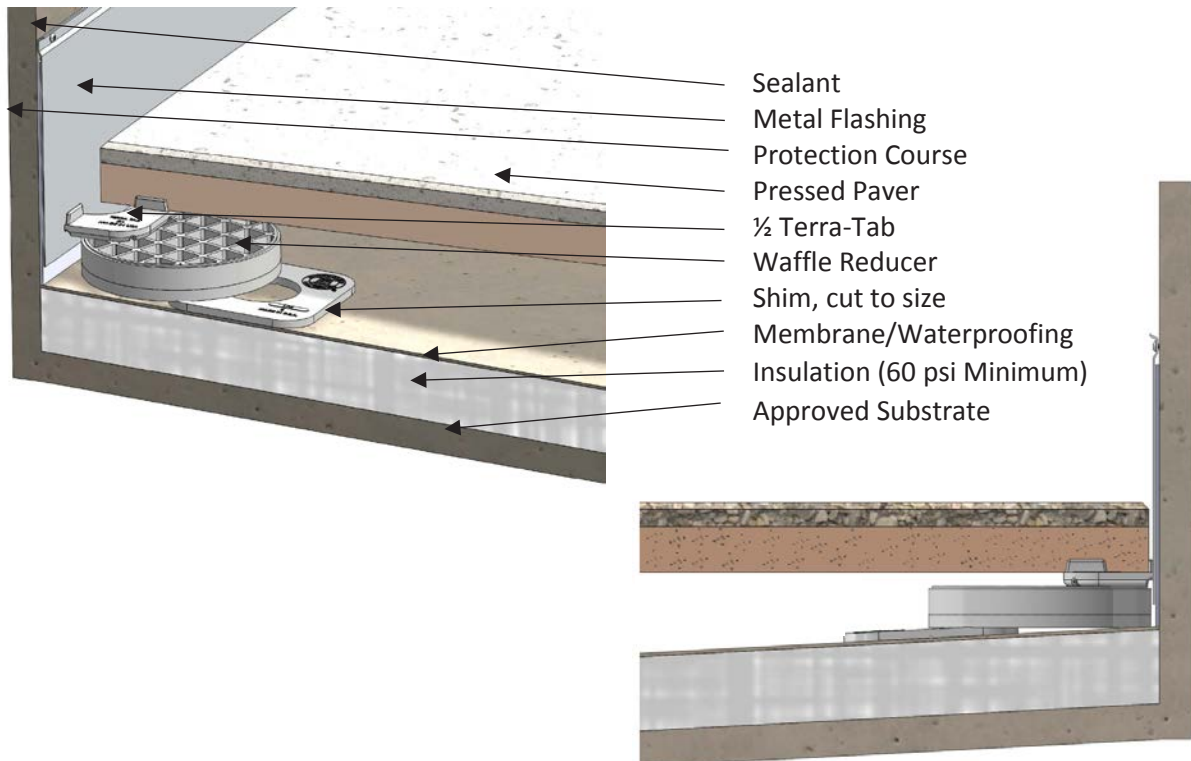 Sealant
Metal Flashing
Protection Course
Pressed Paver
½ Terra-Tab
Waffle Reducer
Shim, cut to size
Membrane/Waterproofing
Insulation (60 psi Minimum)
Approved Substrate